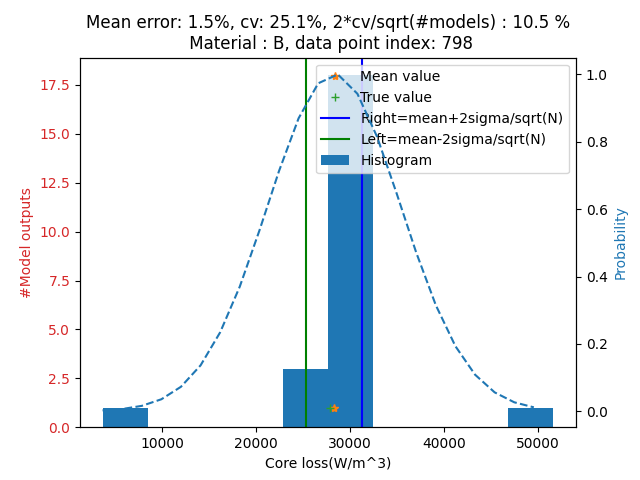 Mean error: 1.5%, cv: 25.1%, 2*cv/sqrt(#models) : 10.5 %
Material : B, data point index: 798
Mean value
True value
Right=mean+2sigma/sqrt(N)
Left=mean-2sigma/sqrt(N)
Histogram
#Model outputs
17.5
15.0
12.5
10.0
7.5
5.0
2.5
0.0
1.0
0.8
0.6
0.4
0.2
0.0
Probability
10000
20000
30000
40000
50000
Core loss(W/m^3)